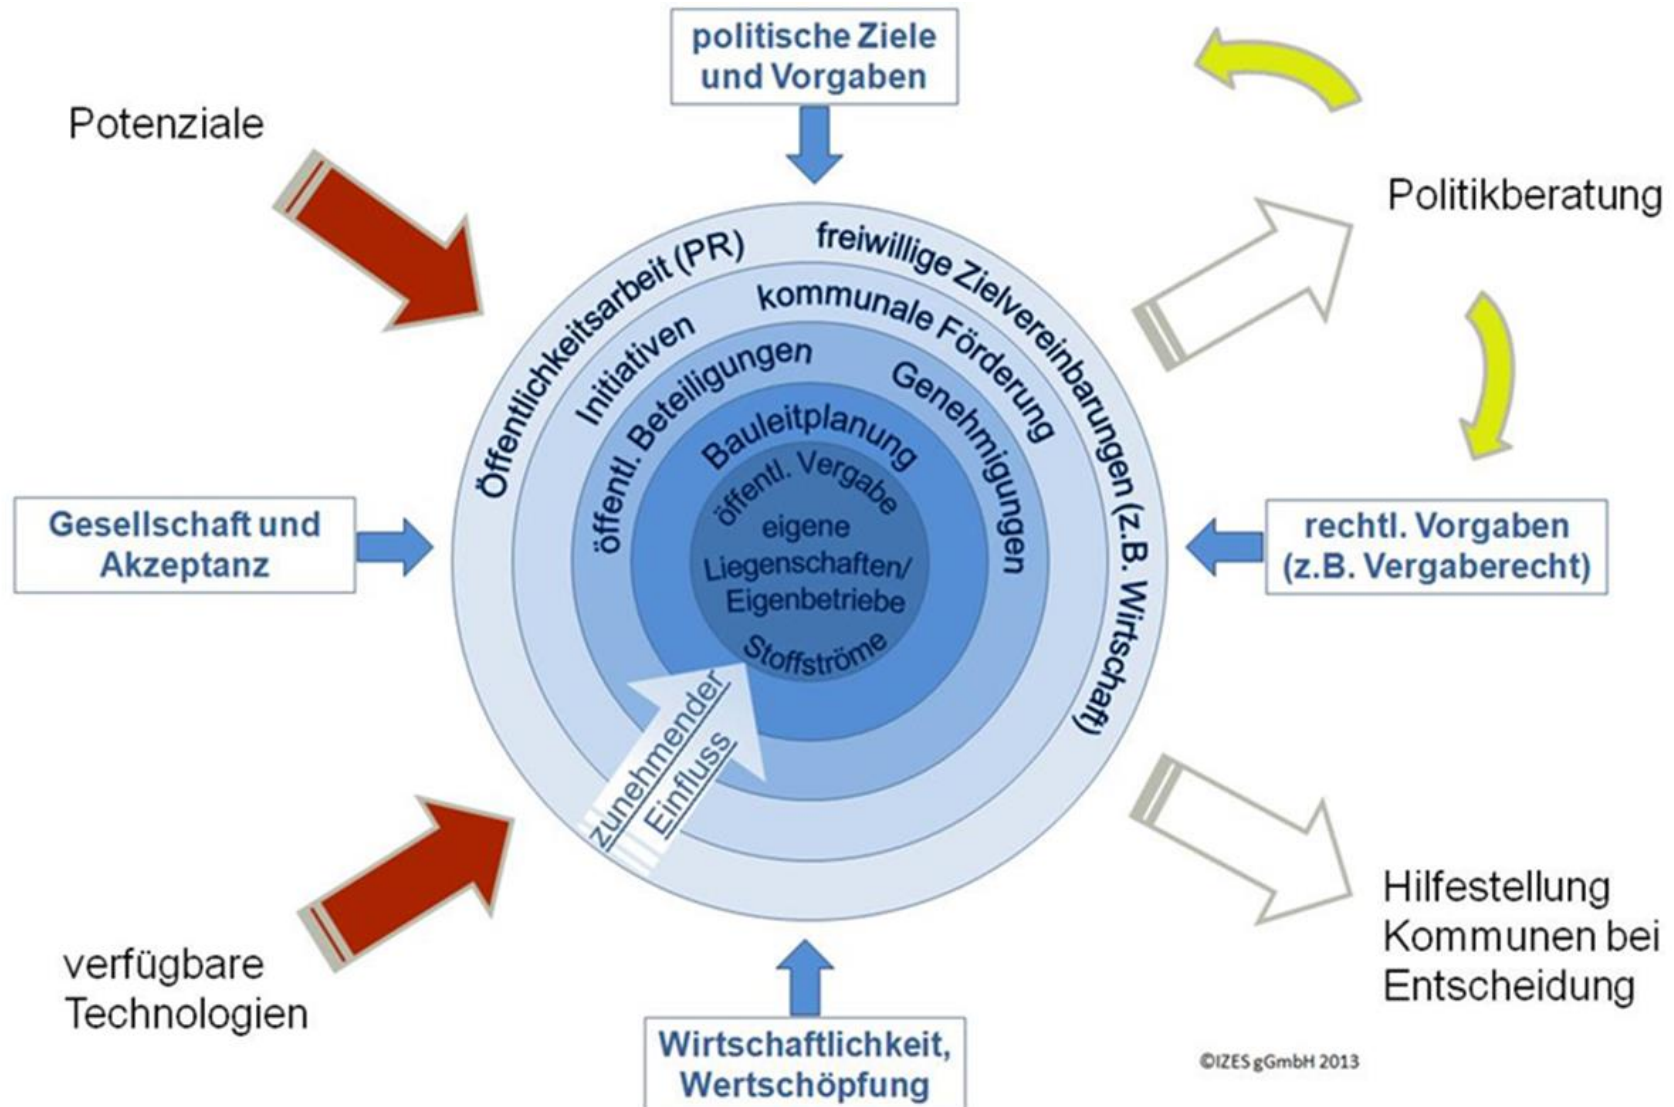 politische Ziele
und Vorgaben
Potenziale
Politikberatung
Öffentlichkeitsarbeit (PR)
freiwillige Zielvereinbarungen (z.B. Wirtschaft)
Initiativen
kommunale Förderung
öffentl. Beteiligungen
Genehmigungen
Bauleitplanung
öffentl. Vergabe
eigene
Liegenschaften/
Eigenbetriebe
Stoffströme
zunehmender
Einfluss
Gesellschaft und
Akzeptanz
rechtl. Vorgaben
(z.B. Vergaberecht)
verfügbare
Technologien
Hilfestellung
Kommunen bei
Entscheidung
Wirtschaftlichkeit,
Wertschöpfung
©IZES gGmbH 2013